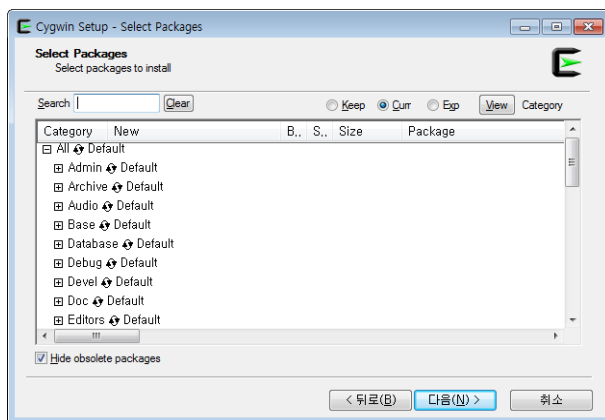 Cygwin Setup - Select Packages
Select Packages
Select packages to install
Search Clear Keep Curr Exp View Category
Category New B.. S.. Size Package
All Default
Admin Default
Archive Default
Audio Default
Base Default
Database Default
Debug Default
Devel Default
Doc Default
Editors Default
Hide obsolete packages
< 뒤로(B) 다음(N) > 취소